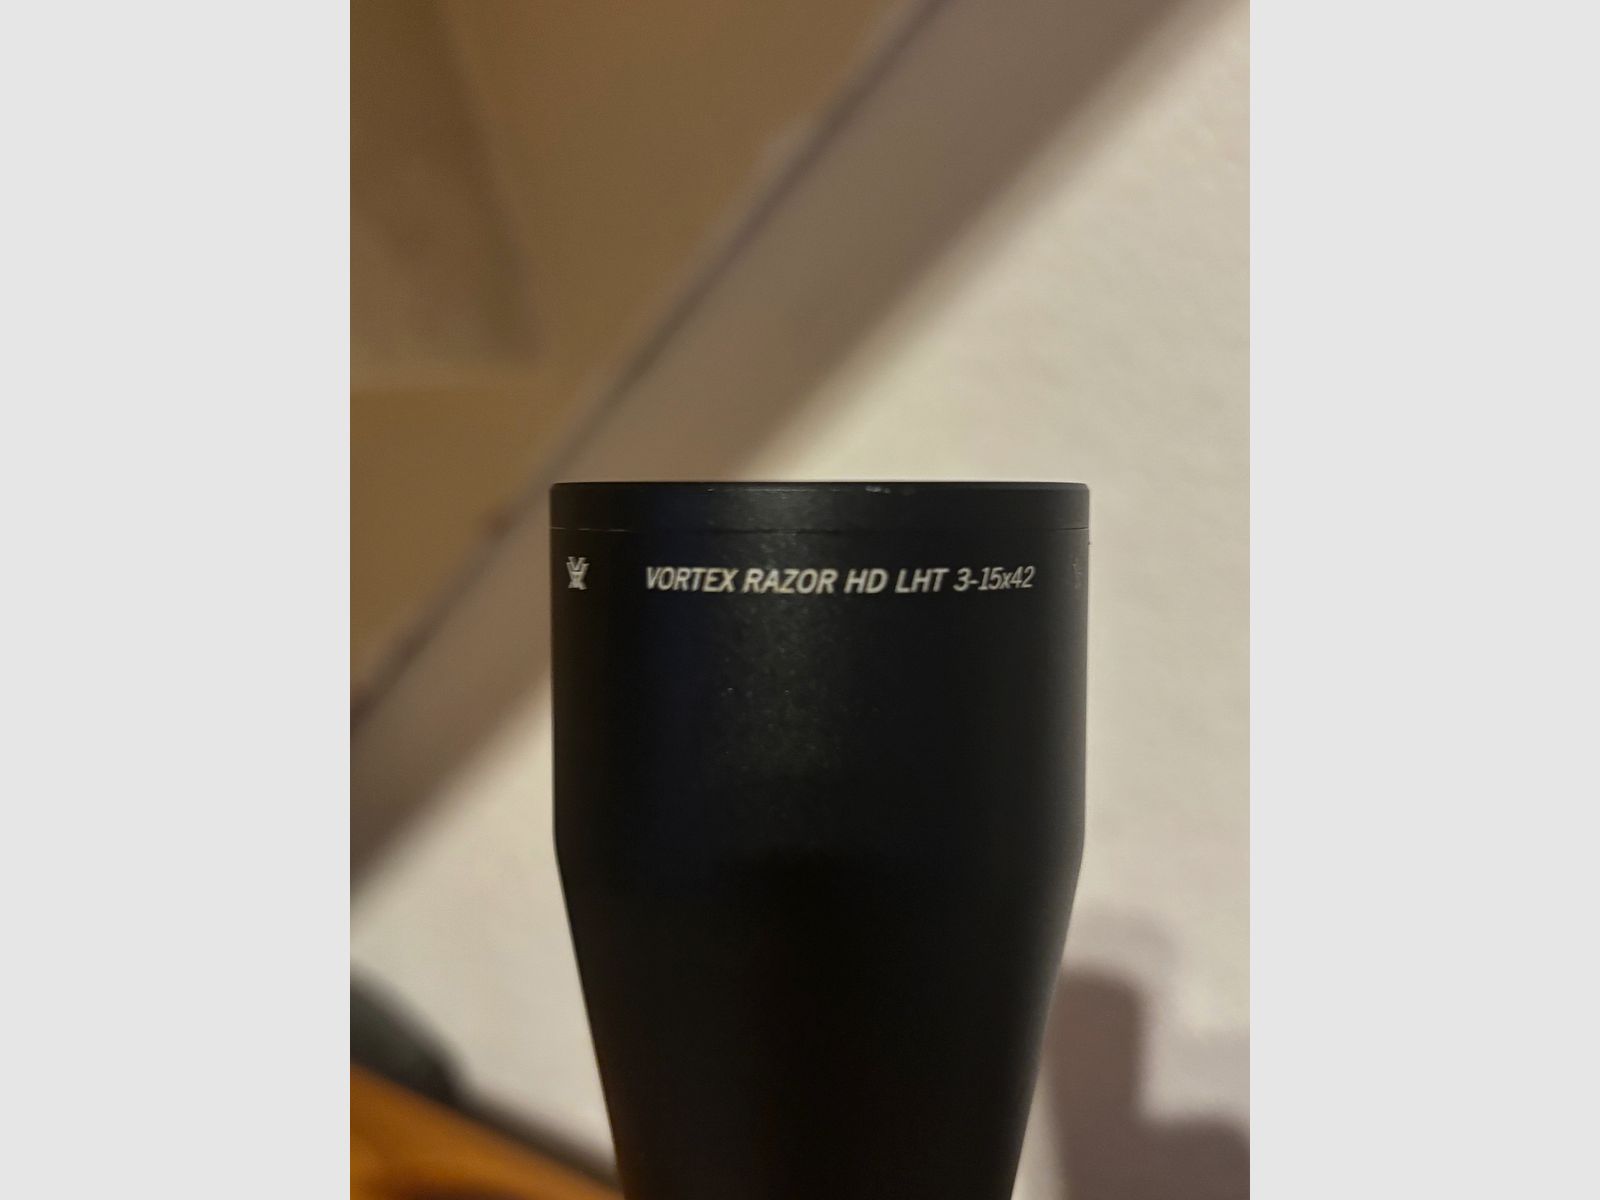 VORTEX RAZOR HD LHT 3-15x42